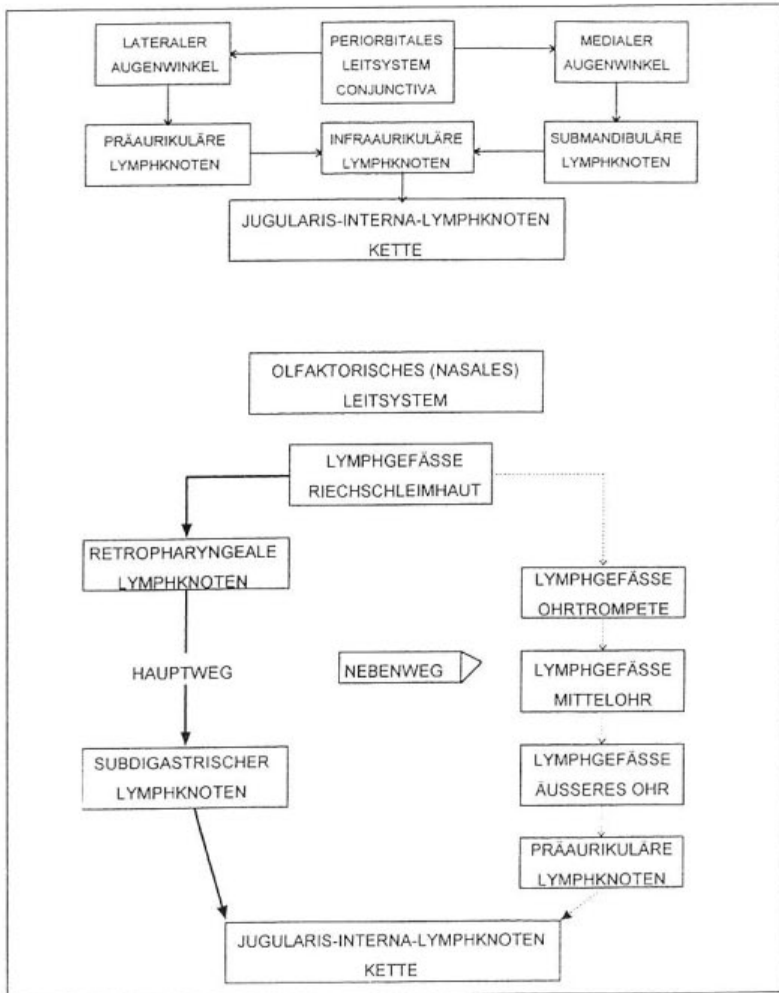 LATERALER
AUGENWINKEL
PERIORBITALES
LEITSYSTEM
CONJUNCTIVA
MEDIALER
AUGENWINKEL
PRÄAURIKULÄRE
LYMPHKNOTEN
INFRAAURIKULÄRE
LYMPHKNOTEN
SUBMANDIBULÄRE
LYMPHKNOTEN
JUGULARIS-INTERNA-LYMPHKNOTEN
KETTE
OLFAKTORISCHES (NASALES)
LEITSYSTEM
LYMPHGEFÄSSE
RIECHSCHLEIMHAUT
RETROPHARYNGEALE
LYMPHKNOTEN
HAUPTWEG
SUBDIGASTRISCHER
LYMPHKNOTEN
NEBENWEG
LYMPHGEFÄSSE
OHRTROMPETE
LYMPHGEFÄSSE
MITTELOHR
LYMPHGEFÄSSE
ÄUSSERES OHR
PRÄAURIKULÄRE
LYMPHKNOTEN
JUGULARIS-INTERNA-LYMPHKNOTEN
KETTE